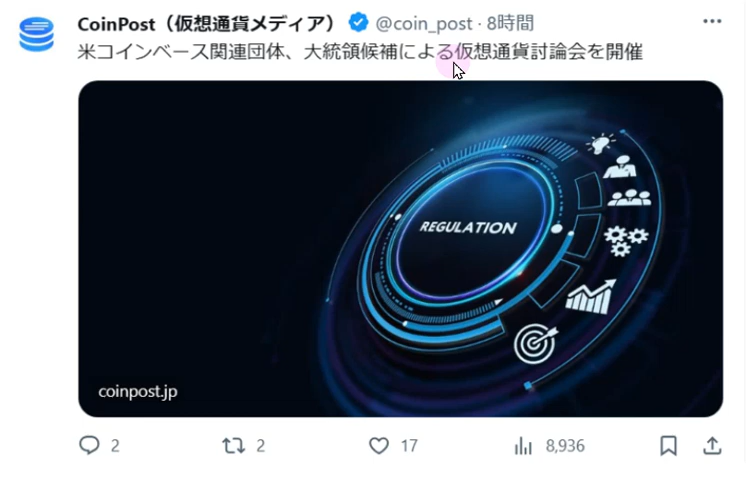 CoinPost（仮想通貨メディア） @coin_post · 8時間
米コインベース関連団体、大統領候補による仮想通貨討論会を開催
REGULATION
coinpost.jp
2 2 17 8,936